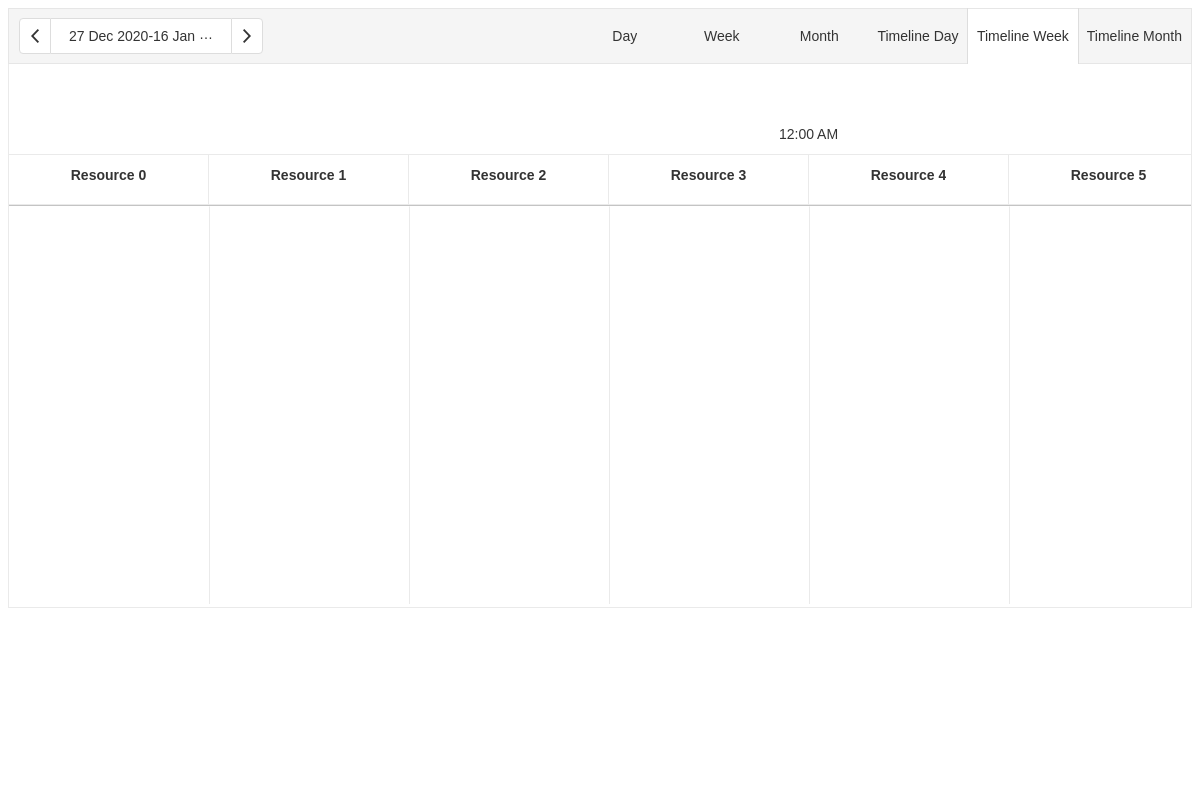 27 Dec 2020-16 Jan ... Day Week Month Timeline Day Timeline Week Timeline Month
12:00 AM
Resource 0 Resource 1 Resource 2 Resource 3 Resource 4 Resource 5